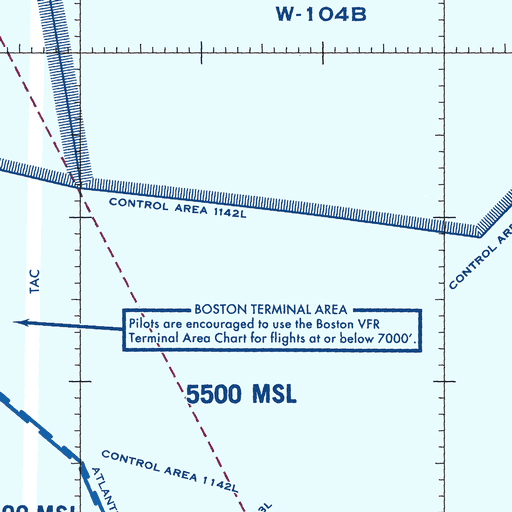 W-104B
CONTROL AREA 1142L
CONTROL
TAC
BOSTON TERMINAL AREA
Pilots are encouraged to use the Boston VFR
Terminal Area Chart for flights at or below 7000'.
5500 MSL
CONTROL AREA 1142L
MSL